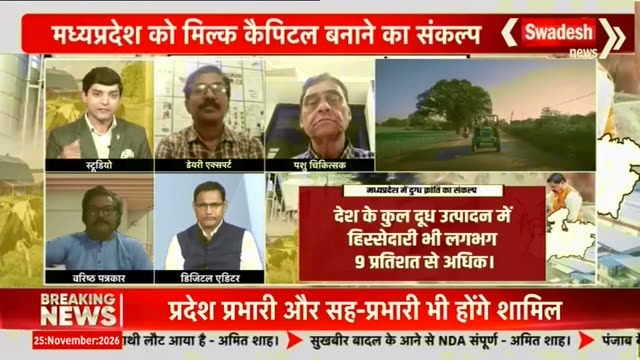 मध्यप्रदेश को मिल्क कैपिटल बनाने का संकल्प
Swadesh
news
स्टूडियो
डेयरी एक्सपर्ट
पशु चिकित्सक
वरिष्ठ पत्रकार
डिजिटल एडिटर
मध्यप्रदेश में दुग्ध क्रांति का संकल्प
देश के कुल दूध उत्पादन में
हिस्सेदारी भी लगभग
9 प्रतिशत से अधिक।
BREAKING
NEWS
प्रदेश प्रभारी और सह-प्रभारी भी होंगे शामिल
25:November:2026
लौट आया है - अमित शाह।
सुखबीर बादल के आने से NDA संपूर्ण - अमित शाह।
पंजाब